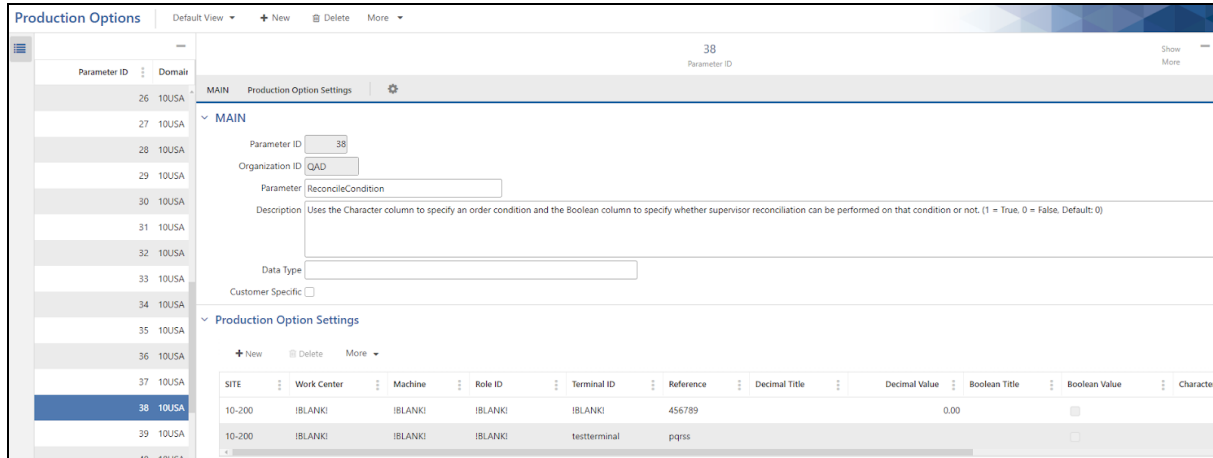 Production Options Default View + New Delete More
38
Parameter ID
Show
More
Parameter ID Domain
MAIN Production Option Settings
26 10USA
27 10USA
28 10USA
29 10USA
30 10USA
31 10USA
32 10USA
33 10USA
34 10USA
35 10USA
36 10USA
37 10USA
38 10USA
39 10USA
MAIN
Parameter ID 38
Organization ID QAD
Parameter ReconcileCondition
Description Uses the Character column to specify an order condition and the Boolean column to specify whether supervisor reconciliation can be performed on that condition or not. (1 = True, 0 = False, Default: 0)
Data Type
Customer Specific
Production Option Settings
+ New Delete More
SITE Work Center Machine Role ID Terminal ID Reference Decimal Title Decimal Value Boolean Title Boolean Value Character
10-200 !BLANK! !BLANK! !BLANK! !BLANK! 456789 0.00
10-200 !BLANK! !BLANK! !BLANK! testterminal pqrss